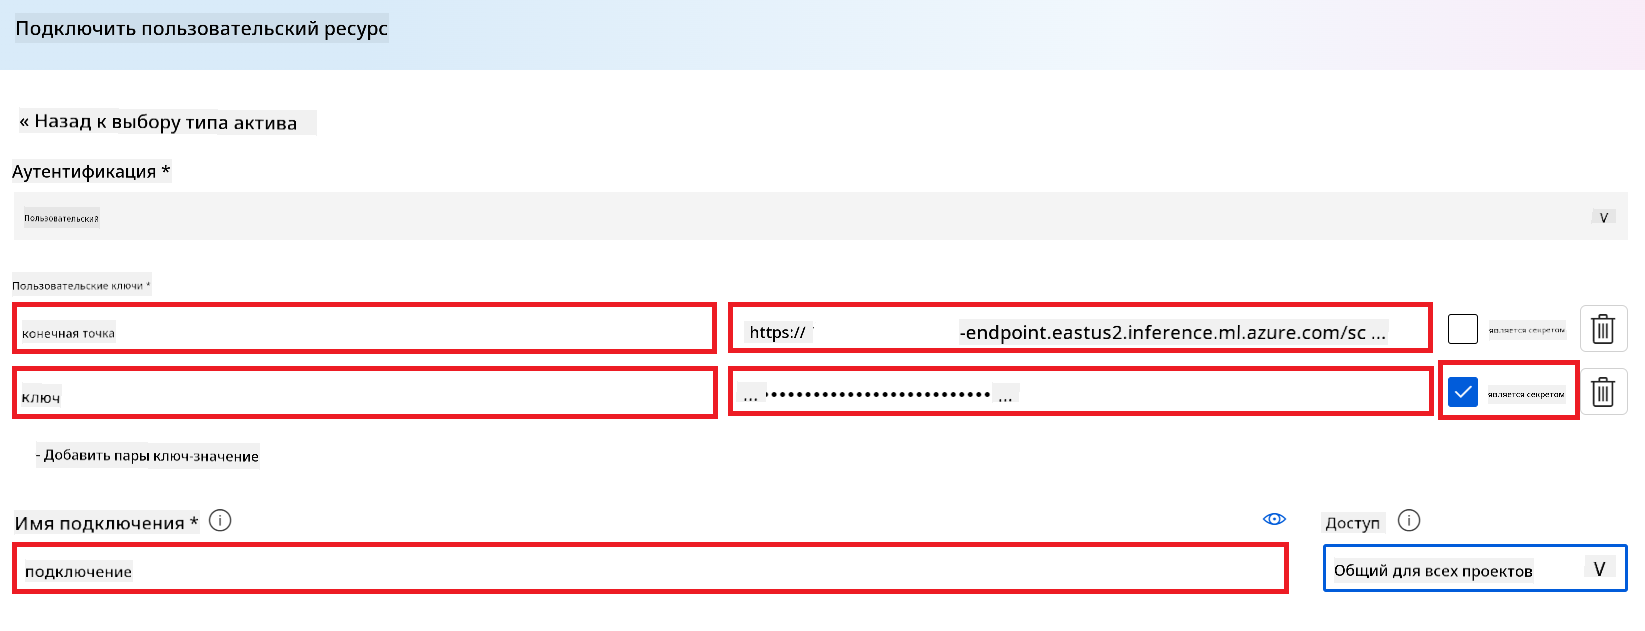 Подключить пользовательский ресурс
« Назад к выбору типа актива
Аутентификация *
Пользовательский V
Пользовательские ключи *
конечная точка https:// -endpoint.eastus2.inference.ml.azure.com/sc ... является секретом
ключ ... •••••••••••••••••••••••••••• ... является секретом
- Добавить пары ключ-значение
Имя подключения * Доступ
подключение Общий для всех проектов V